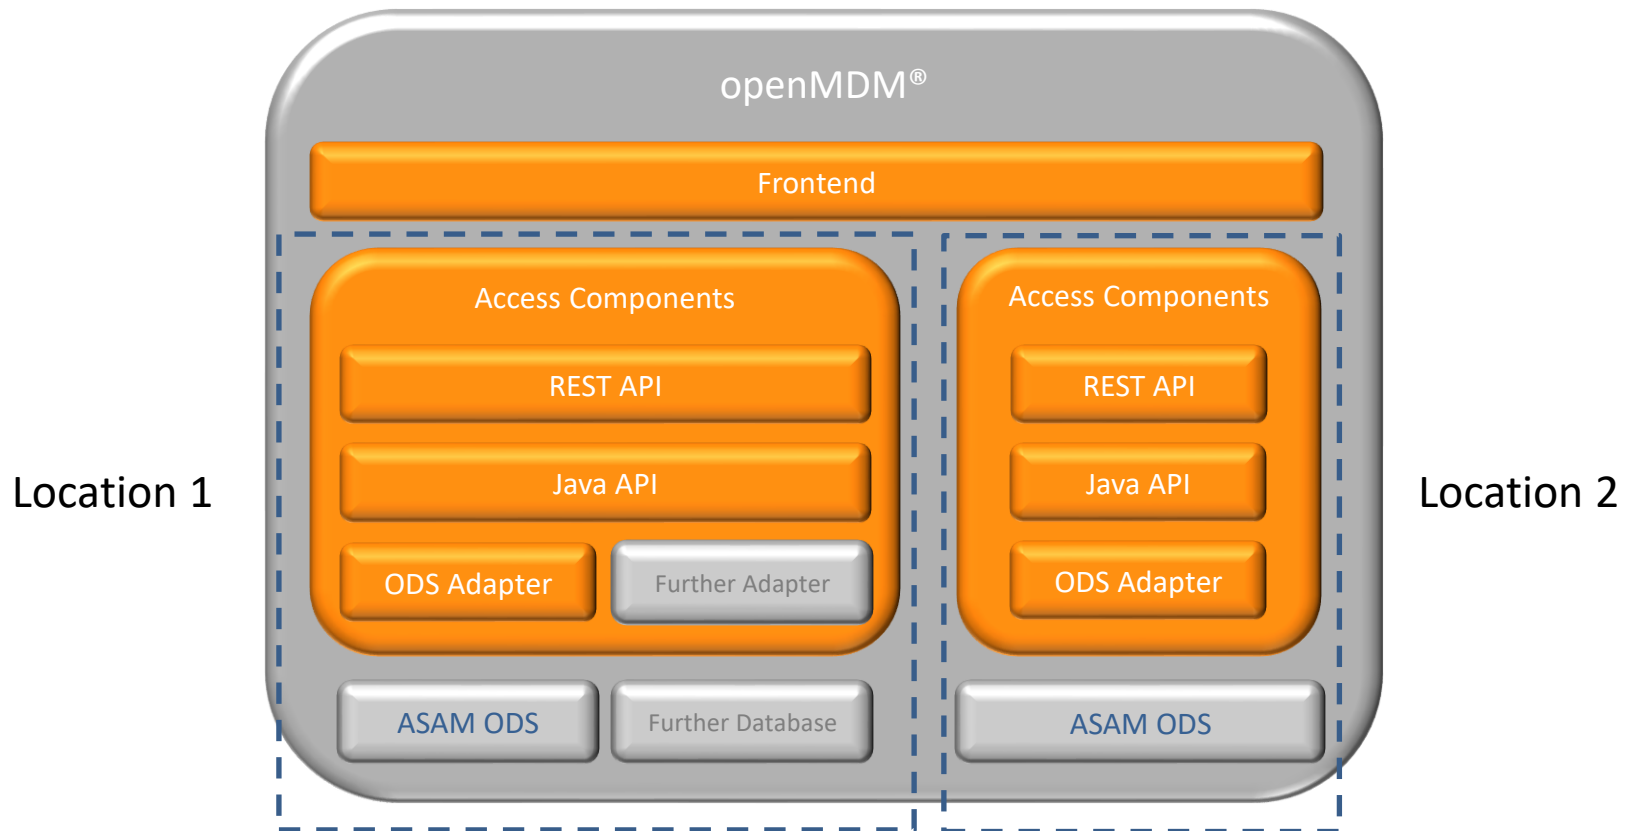 openMDM®
Frontend
Location 1
Access Components
REST API
Java API
ODS Adapter
Further Adapter
ASAM ODS
Further Database
Access Components
REST API
Java API
ODS Adapter
ASAM ODS
Location 2